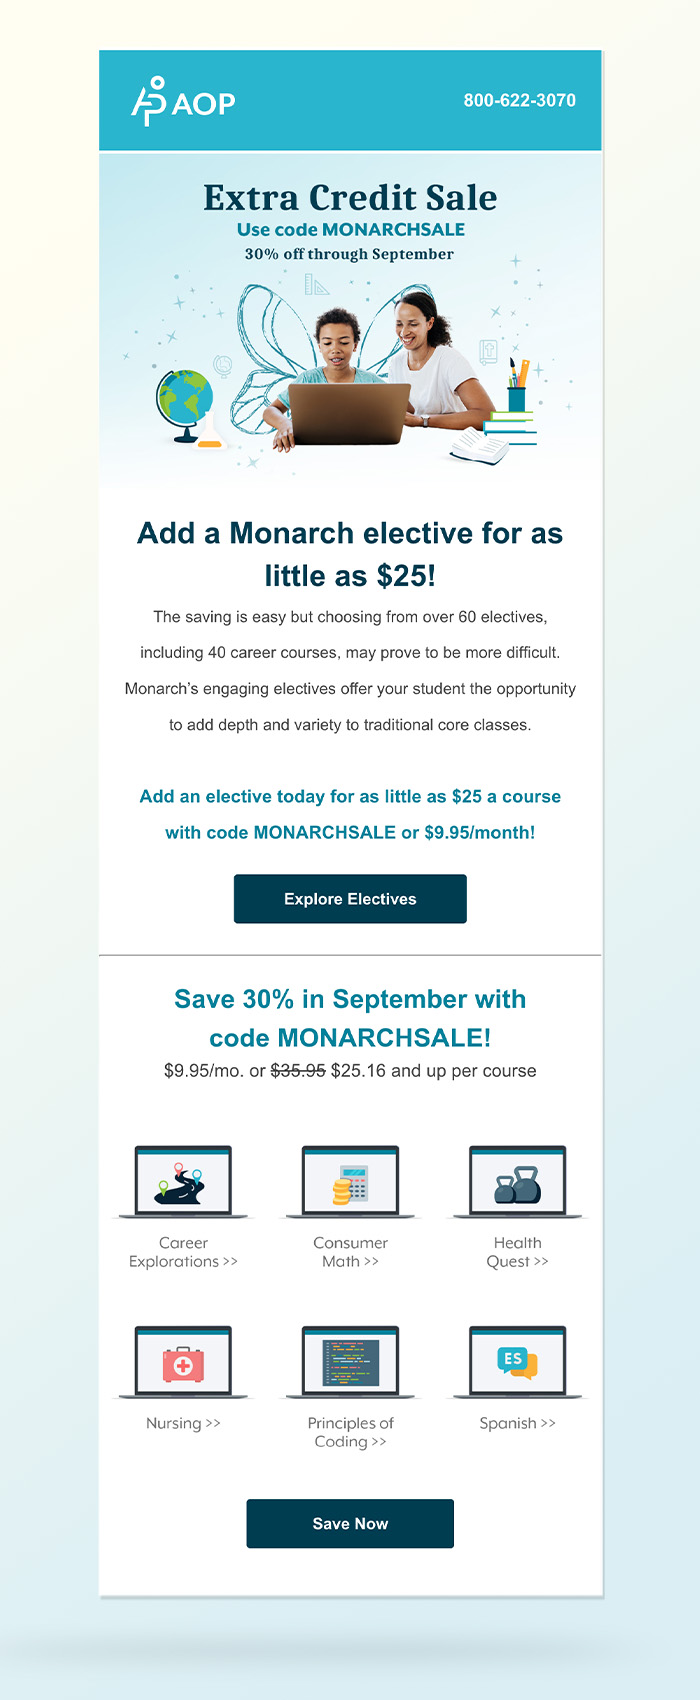 AOP
800-622-3070
Extra Credit Sale
Use code MONARCHSALE
30% off through September
Add a Monarch elective for as
little as $25!
The saving is easy but choosing from over 60 electives,
including 40 career courses, may prove to be more difficult.
Monarch’s engaging electives offer your student the opportunity
to add depth and variety to traditional core classes.
Add an elective today for as little as $25 a course
with code MONARCHSALE or $9.95/month!
Explore Electives
Save 30% in September with
code MONARCHSALE!
$9.95/mo. or $35.95 $25.16 and up per course
Career
Explorations >>
Consumer
Math >>
Health
Quest >>
ES
Nursing >>
Principles of
Coding >>
Spanish >>
Save Now